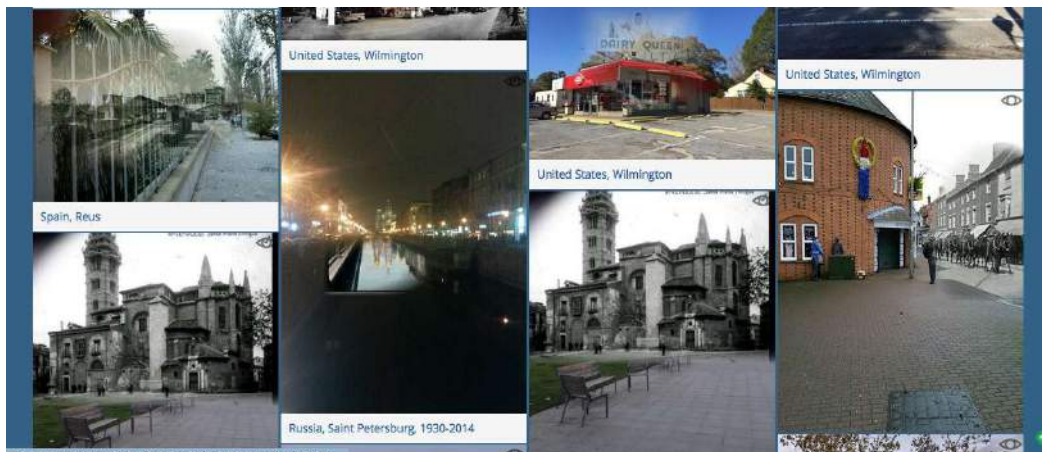 United States, Wilmington
DAIRY QUEEN
United States, Wilmington
United States, Wilmington
Spain, Reus
Russia, Saint Petersburg, 1930-2014